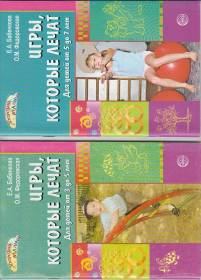 Е.А. Бабенкова
О.М. Федоровская
ИГРЫ,
КОТОРЫЕ ЛЕЧАТ
Для детей от 5 до 7 лет
Е.А. Бабенкова
О.М. Федоровская
ИГРЫ,
КОТОРЫЕ ЛЕЧАТ
Для детей от 3 до 5 лет